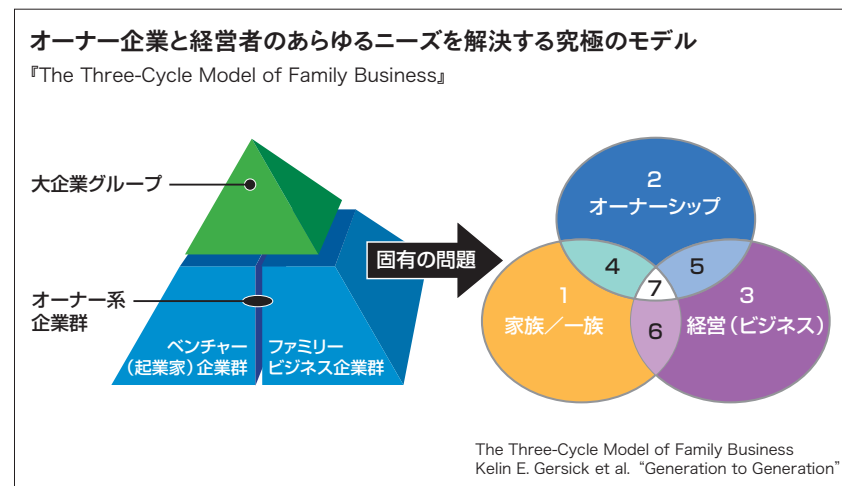 オーナー企業と経営者のあらゆるニーズを解決する究極のモデル
『The Three-Cycle Model of Family Business』
大企業グループ
オーナー系
企業群
ベンチャー
（起業家）企業群
ファミリー
ビジネス企業群
固有の問題
2
オーナーシップ
4
5
7
1
家族／一族
3
経営（ビジネス）
6
The Three-Cycle Model of Family Business
Kelin E. Gersick et al. “Generation to Generation”